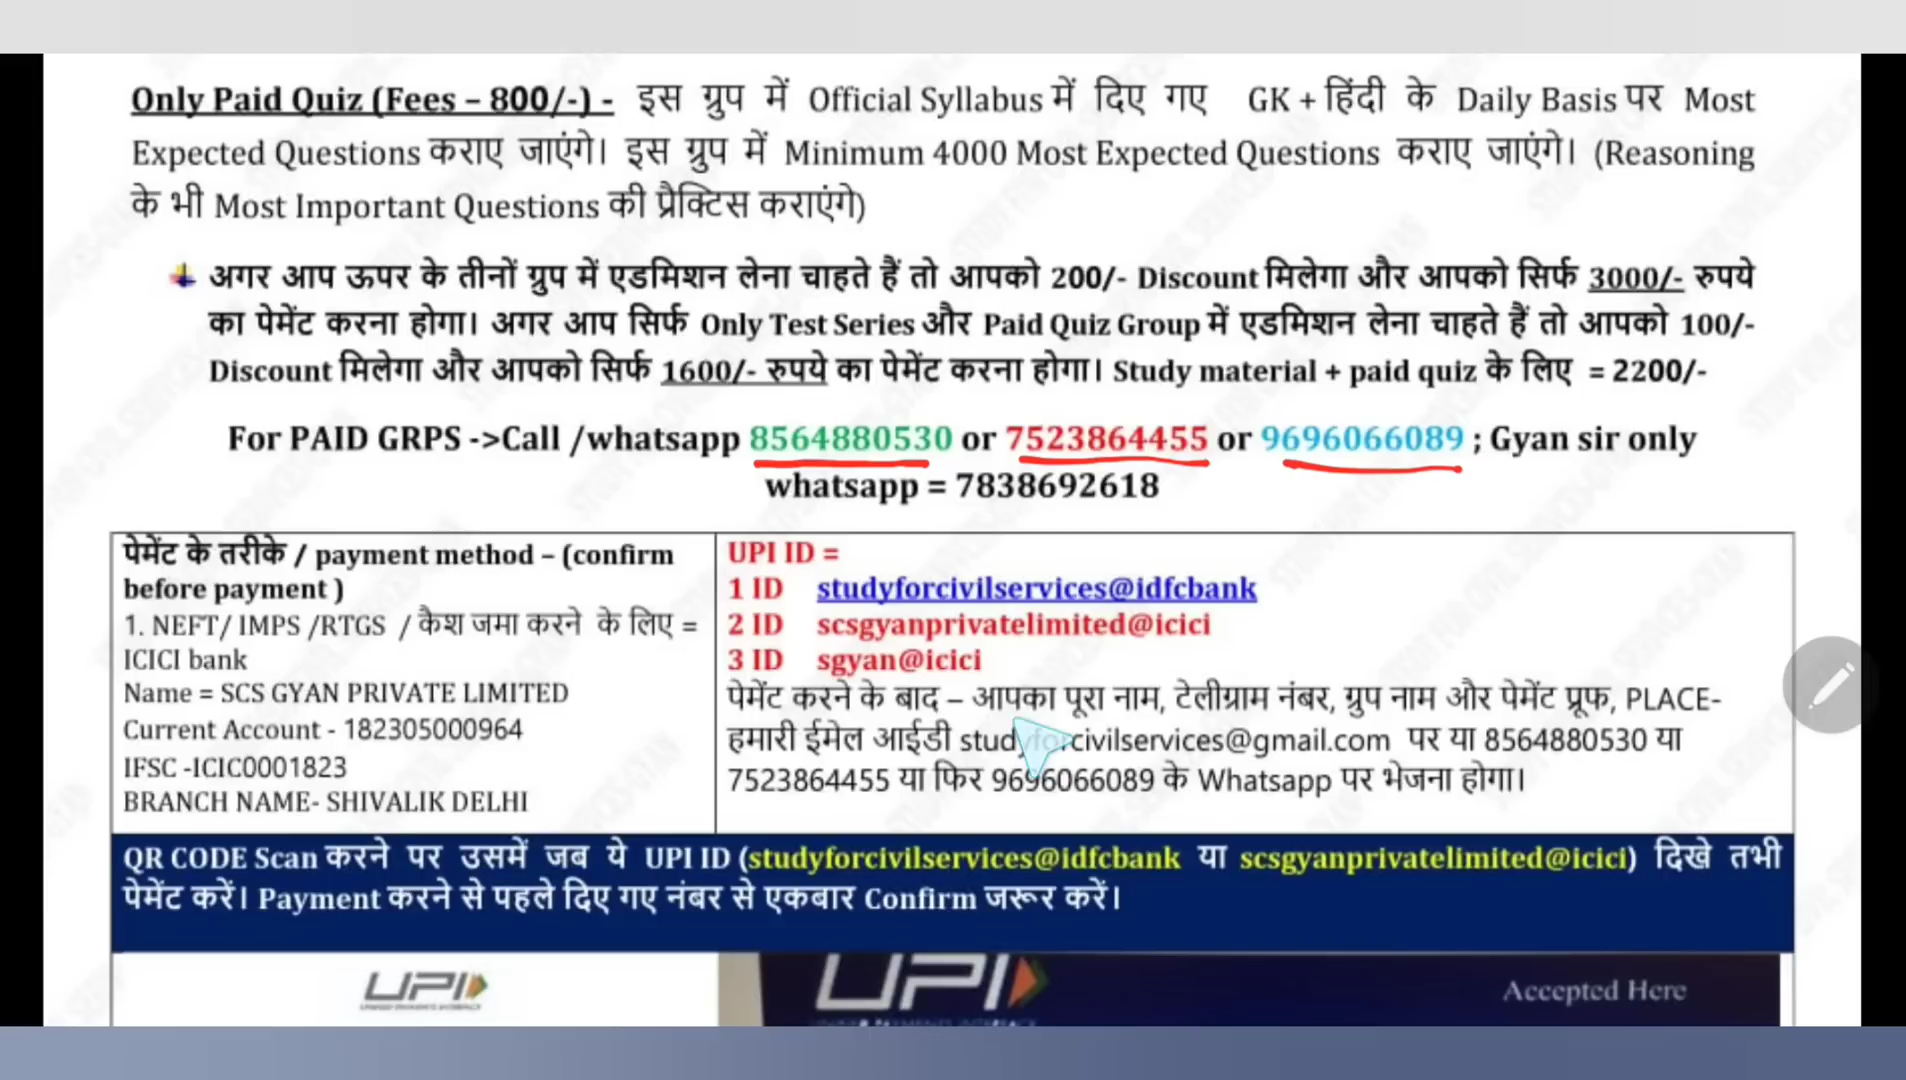 Only Paid Quiz (Fees – 800/-) - इस ग्रुप में Official Syllabus में दिए गए GK + हिंदी के Daily Basis पर Most
Expected Questions कराए जाएंगे। इस ग्रुप में Minimum 4000 Most Expected Questions कराए जाएंगे। (Reasoning
के भी Most Important Questions की प्रैक्टिस कराएंगे)
अगर आप ऊपर के तीनों ग्रुप में एडमिशन लेना चाहते हैं तो आपको 200/- Discount मिलेगा और आपको सिर्फ 3000/- रुपये
का पेमेंट करना होगा। अगर आप सिर्फ Only Test Series और Paid Quiz Group में एडमिशन लेना चाहते हैं तो आपको 100/-
Discount मिलेगा और आपको सिर्फ 1600/- रुपये का पेमेंट करना होगा। Study material + paid quiz के लिए = 2200/-
For PAID GRPS ->Call /whatsapp 8564880530 or 7523864455 or 9696066089 ; Gyan sir only
whatsapp = 7838692618
पेमेंट के तरीके / payment method – (confirm
before payment )
1. NEFT/ IMPS /RTGS / कैश जमा करने के लिए =
ICICI bank
Name = SCS GYAN PRIVATE LIMITED
Current Account - 182305000964
IFSC -ICIC0001823
BRANCH NAME- SHIVALIK DELHI
UPI ID =
1 ID studyforcivilservices@idfcbank
2 ID scsgyanprivatelimited@icici
3 ID sgyan@icici
पेमेंट करने के बाद – आपका पूरा नाम, टेलीग्राम नंबर, ग्रुप नाम और पेमेंट प्रूफ, PLACE-
हमारी ईमेल आईडी studyforcivilservices@gmail.com पर या 8564880530 या
7523864455 या फिर 9696066089 के Whatsapp पर भेजना होगा।
QR CODE Scan करने पर उसमें जब ये UPI ID (studyforcivilservices@idfcbank या scsgyanprivatelimited@icici) दिखे तभी
पेमेंट करें। Payment करने से पहले दिए गए नंबर से एकबार Confirm जरूर करें।
UPI
UPI
Accepted Here